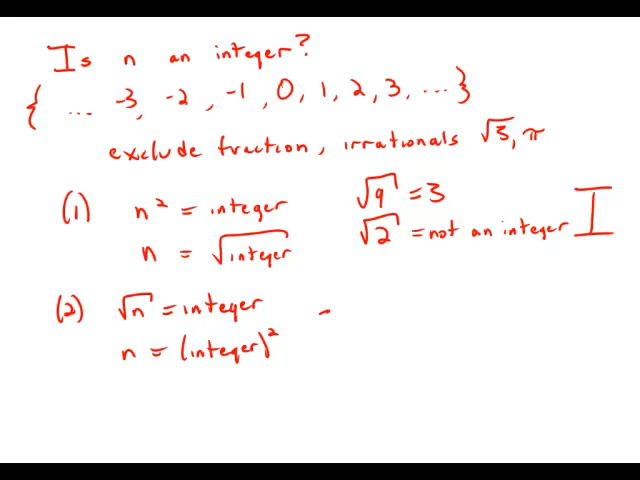 Is n an integer?
{ ... -3, -2, -1, 0, 1, 2, 3, ... }
exclude fraction, irrationals √3, π
(1) n² = integer √9 = 3
n = √integer √2 = not an integer I
(2) √n = integer -
n = (integer)²